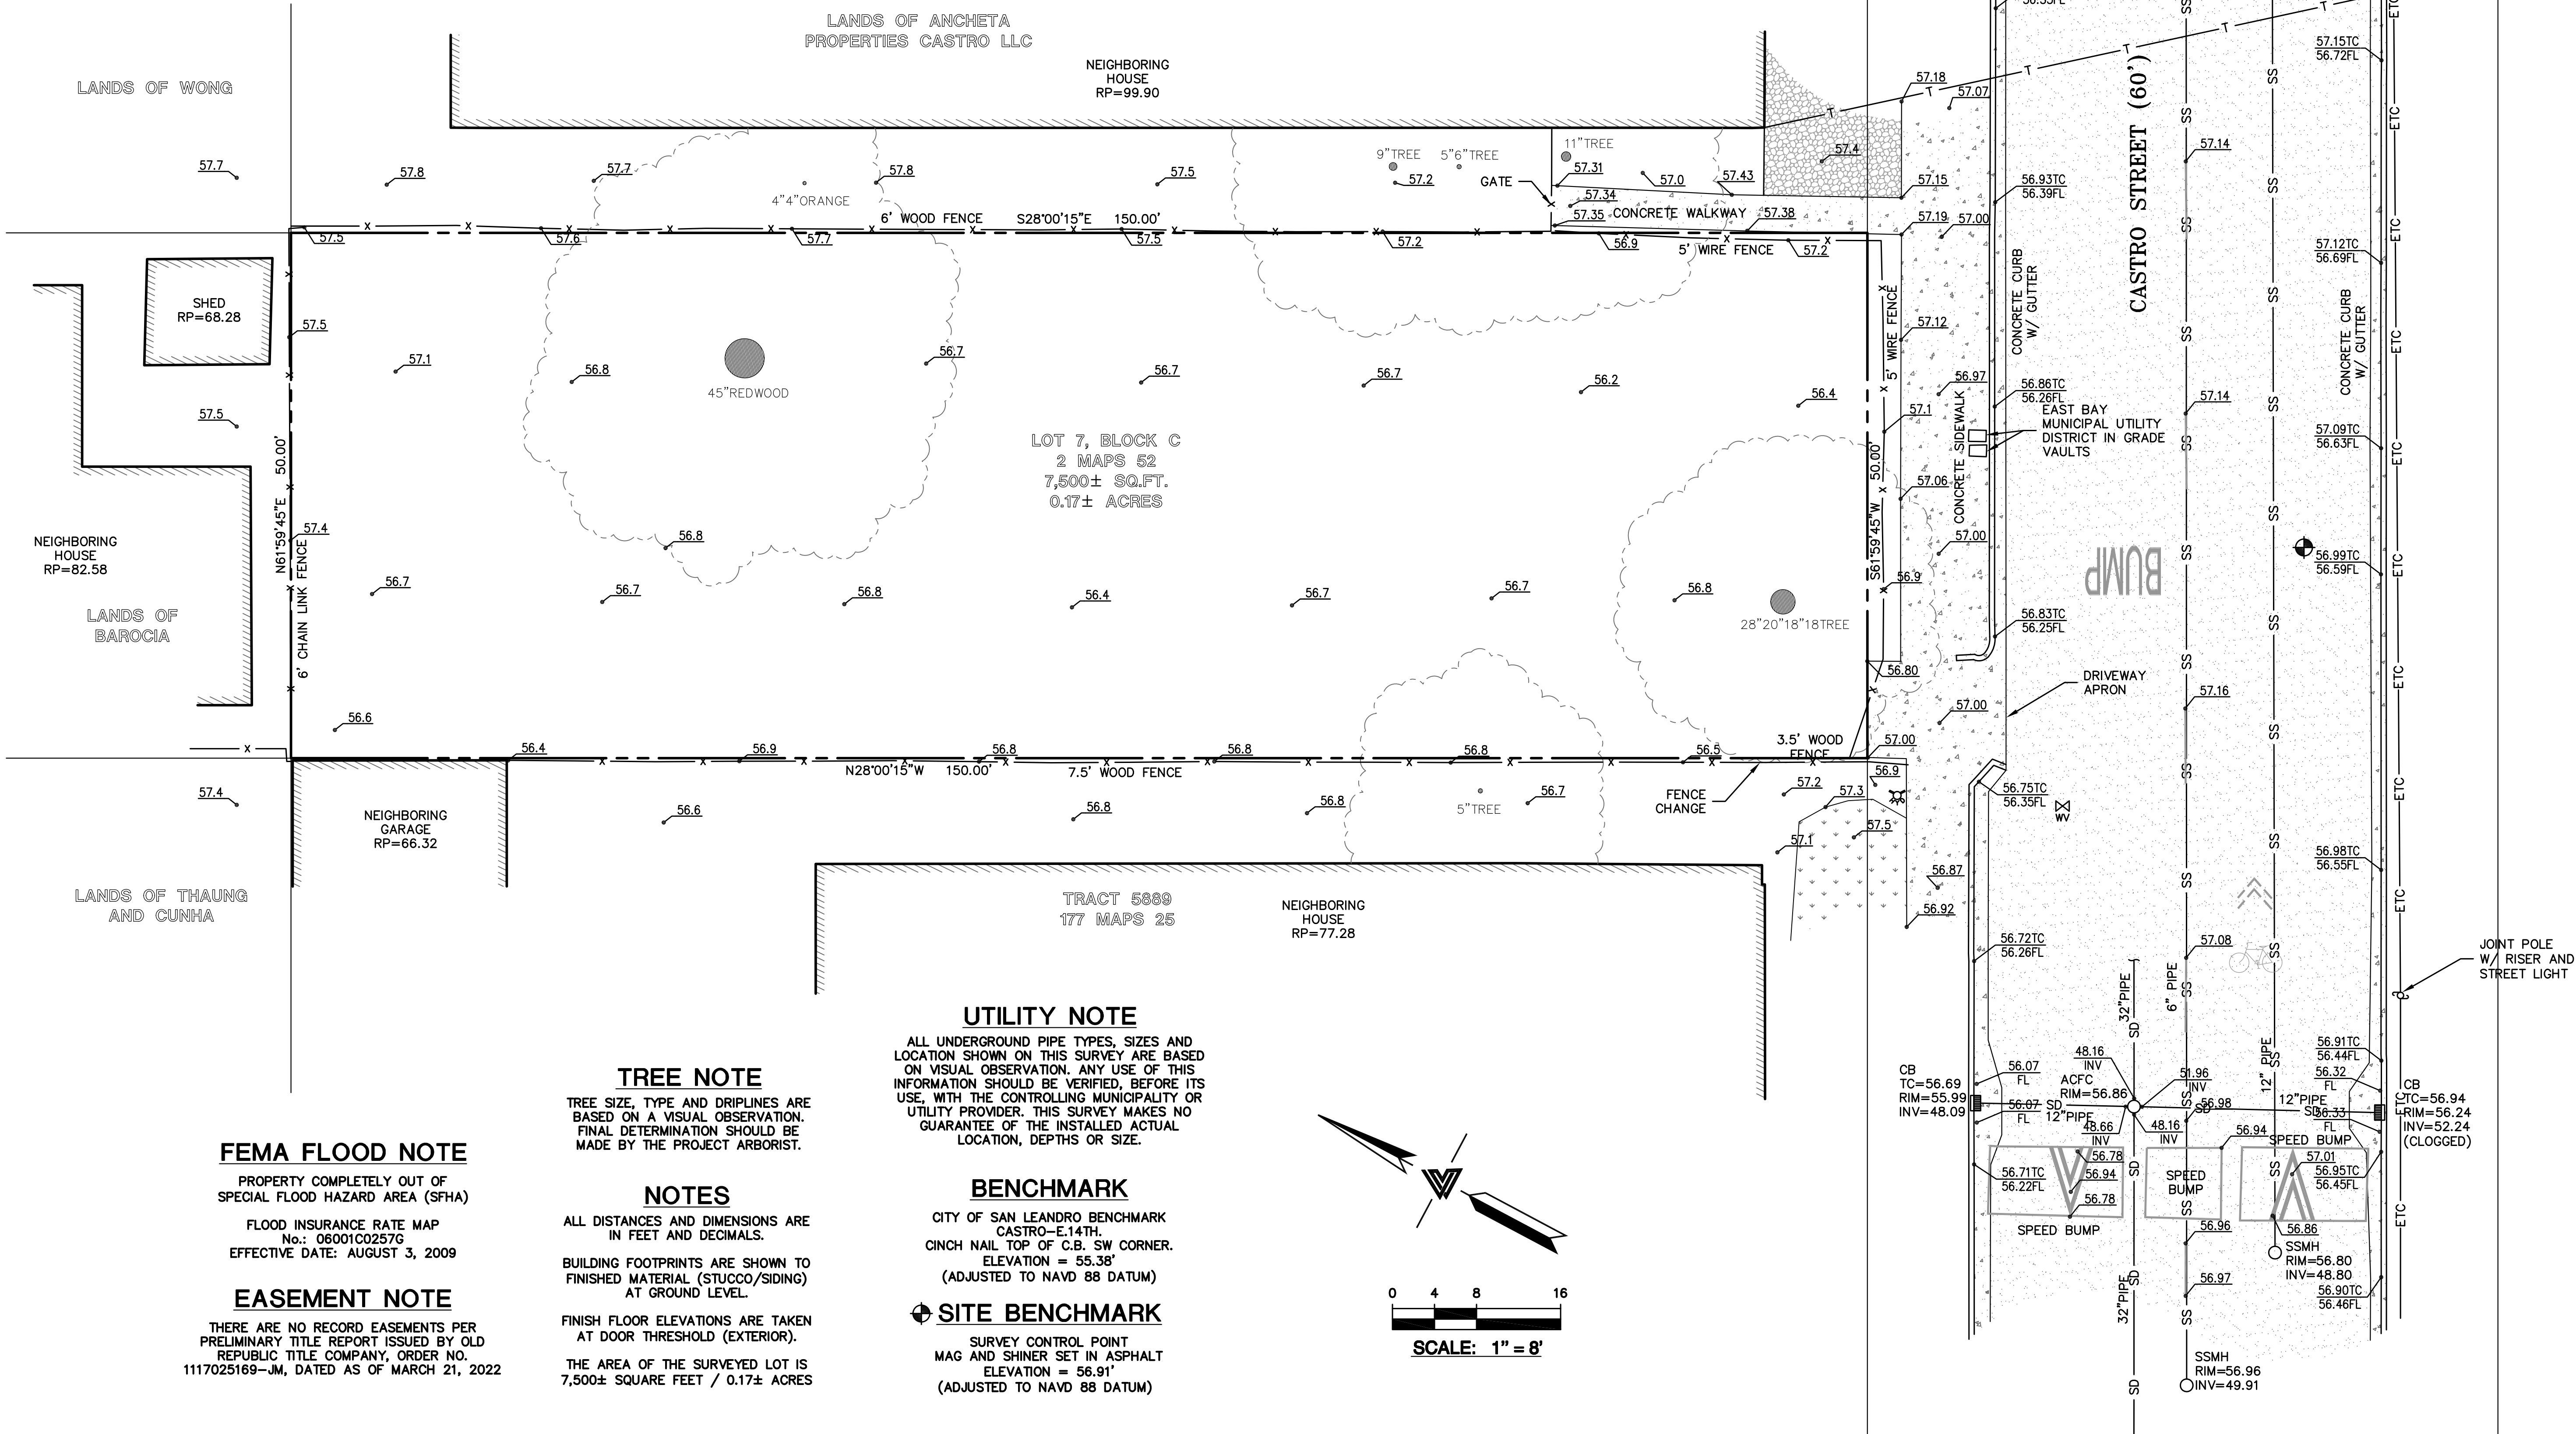 LANDS OF WONG
LANDS OF ANCHETA
PROPERTIES CASTRO LLC
NEIGHBORING
HOUSE
RP=99.90
57.7
57.8
57.7
57.8
57.5
4"4"ORANGE
9"TREE
5"6"TREE
11"TREE
57.2
57.31
57.0
57.43
57.4
GATE
57.34
57.35
CONCRETE WALKWAY
57.38
6' WOOD FENCE
S28°00'15"E
150.00'
57.5
57.6
57.7
57.5
57.2
56.9
5' WIRE FENCE
57.2
SHED
RP=68.28
57.5
57.5
57.1
56.8
56.7
56.7
56.7
56.2
56.4
45"REDWOOD
LOT 7, BLOCK C
2 MAPS 52
7,500± SQ.FT.
0.17± ACRES
N61°59'45"E 50.00'
6' CHAIN LINK FENCE
57.4
NEIGHBORING
HOUSE
RP=82.58
LANDS OF
BAROCIA
56.8
56.7
56.7
56.8
56.4
56.7
56.7
56.8
28"20"18"18TREE
56.6
56.4
56.9
56.8
56.8
56.8
56.5
N28°00'15"W
150.00'
7.5' WOOD FENCE
3.5' WOOD
FENCE
57.00
56.80
57.4
NEIGHBORING
GARAGE
RP=66.32
56.6
56.8
56.8
5"TREE
56.7
FENCE
CHANGE
57.2
57.3
56.9
57.5
57.1
56.87
56.92
LANDS OF THAUNG
AND CUNHA
TRACT 5889
177 MAPS 25
NEIGHBORING
HOUSE
RP=77.28
57.18
57.07
57.15
57.19
57.00
5' WIRE FENCE
57.12
56.97
57.1
S61°59'45"W 50.00'
57.06
CONCRETE SIDEWALK
57.00
56.9
57.00
CONCRETE CURB
W/ GUTTER
56.93TC
56.39FL
56.86TC
56.26FL
EAST BAY
MUNICIPAL UTILITY
DISTRICT IN GRADE
VAULTS
56.83TC
56.25FL
DRIVEWAY
APRON
56.75TC
56.35FL
WV
56.72TC
56.26FL
CASTRO STREET (60')
57.14
57.14
BUMP
57.16
57.08
CONCRETE CURB
W/ GUTTER
57.15TC
56.72FL
57.12TC
56.69FL
57.09TC
56.63FL
56.99TC
56.59FL
56.98TC
56.55FL
JOINT POLE
W/ RISER AND
STREET LIGHT
32"PIPE
6" PIPE
12" PIPE
56.91TC
56.44FL
CB
TC=56.69
RIM=55.99
INV=48.09
56.07
FL
56.07
FL
SD
12"PIPE
ACFC
RIM=56.86
48.16
INV
48.66
INV
48.16
INV
51.96
INV
56.98
12"PIPE
SD
56.32
FL
56.33
FL
CB
TC=56.94
RIM=56.24
INV=52.24
(CLOGGED)
56.94
SPEED BUMP
56.71TC
56.22FL
56.78
56.94
56.78
SPEED BUMP
SPEED
BUMP
57.01
56.95TC
56.45FL
56.86
56.96
56.97
SSMH
RIM=56.80
INV=48.80
56.90TC
56.46FL
SSMH
RIM=56.96
INV=49.91
32"PIPE
SD
SS
ETC
FEMA FLOOD NOTE
PROPERTY COMPLETELY OUT OF
SPECIAL FLOOD HAZARD AREA (SFHA)
FLOOD INSURANCE RATE MAP
No.: 06001C0257G
EFFECTIVE DATE: AUGUST 3, 2009
EASEMENT NOTE
THERE ARE NO RECORD EASEMENTS PER
PRELIMINARY TITLE REPORT ISSUED BY OLD
REPUBLIC TITLE COMPANY, ORDER NO.
1117025169-JM, DATED AS OF MARCH 21, 2022
TREE NOTE
TREE SIZE, TYPE AND DRIPLINES ARE
BASED ON A VISUAL OBSERVATION.
FINAL DETERMINATION SHOULD BE
MADE BY THE PROJECT ARBORIST.
NOTES
ALL DISTANCES AND DIMENSIONS ARE
IN FEET AND DECIMALS.
BUILDING FOOTPRINTS ARE SHOWN TO
FINISHED MATERIAL (STUCCO/SIDING)
AT GROUND LEVEL.
FINISH FLOOR ELEVATIONS ARE TAKEN
AT DOOR THRESHOLD (EXTERIOR).
THE AREA OF THE SURVEYED LOT IS
7,500± SQUARE FEET / 0.17± ACRES
UTILITY NOTE
ALL UNDERGROUND PIPE TYPES, SIZES AND
LOCATION SHOWN ON THIS SURVEY ARE BASED
ON VISUAL OBSERVATION. ANY USE OF THIS
INFORMATION SHOULD BE VERIFIED, BEFORE ITS
USE, WITH THE CONTROLLING MUNICIPALITY OR
UTILITY PROVIDER. THIS SURVEY MAKES NO
GUARANTEE OF THE INSTALLED ACTUAL
LOCATION, DEPTHS OR SIZE.
BENCHMARK
CITY OF SAN LEANDRO BENCHMARK
CASTRO-E.14TH.
CINCH NAIL TOP OF C.B. SW CORNER.
ELEVATION = 55.38'
(ADJUSTED TO NAVD 88 DATUM)
SITE BENCHMARK
SURVEY CONTROL POINT
MAG AND SHINER SET IN ASPHALT
ELEVATION = 56.91'
(ADJUSTED TO NAVD 88 DATUM)
0 4 8 16
SCALE: 1" = 8'